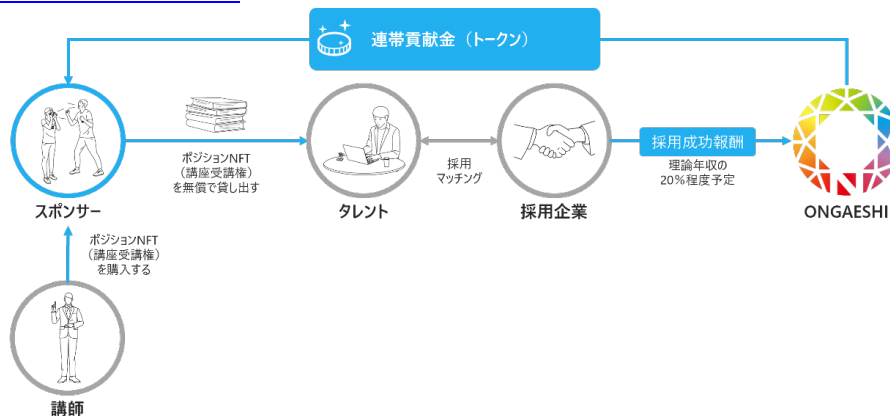 連帯貢献金（トークン）
ポジションNFT
（講座受講権）
を無償で貸し出す
採用
マッチング
採用成功報酬
理論年収の
20%程度予定
スポンサー
タレント
採用企業
ONGAESHI
ポジションNFT
（講座受講権）
を購入する
講師